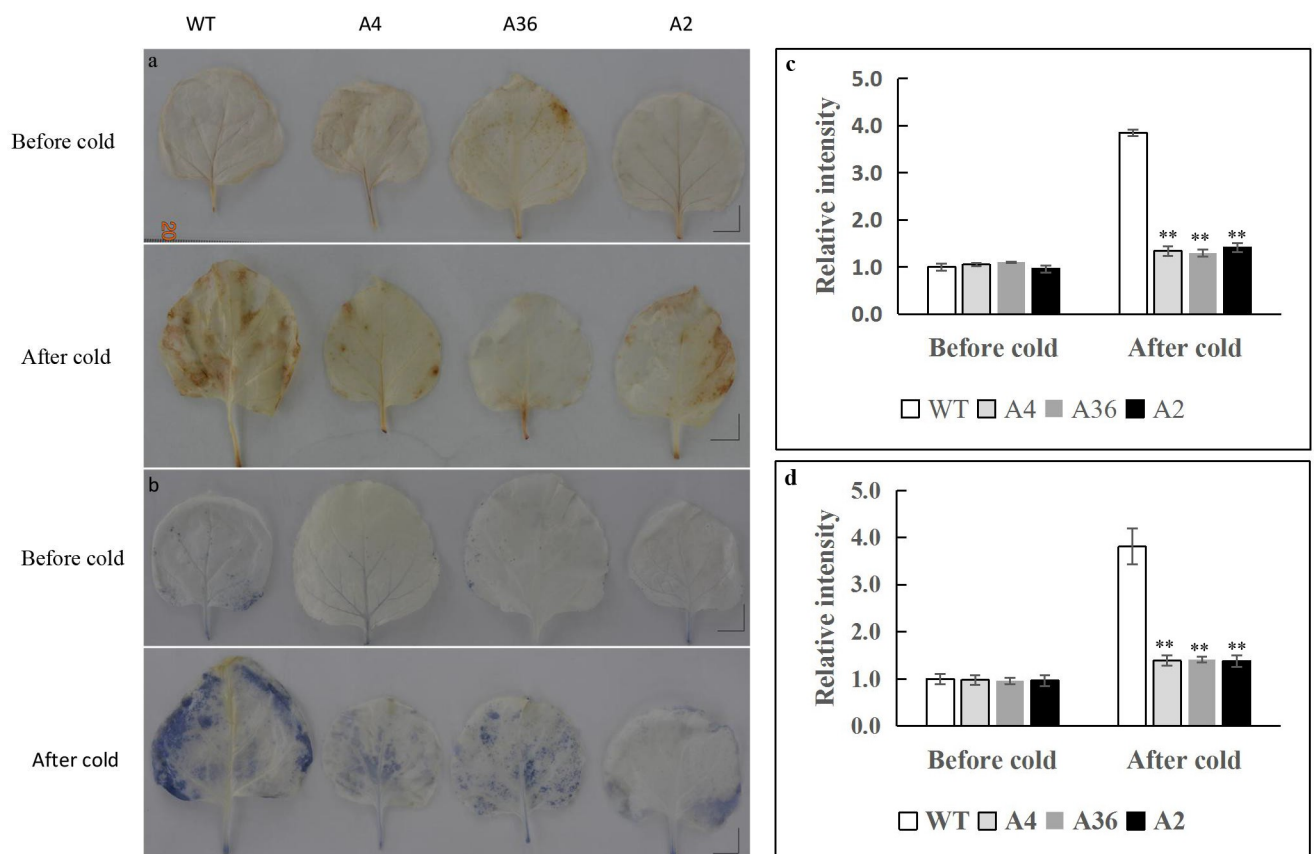 WT A4 A36 A2
a
Before cold
20
After cold
b
Before cold
After cold
c
5.0
4.0
3.0
2.0
1.0
0.0
Relative intensity
** ** **
Before cold After cold
WT A4 A36 A2
d
5.0
4.0
3.0
2.0
1.0
0.0
Relative intensity
** ** **
Before cold After cold
WT A4 A36 A2